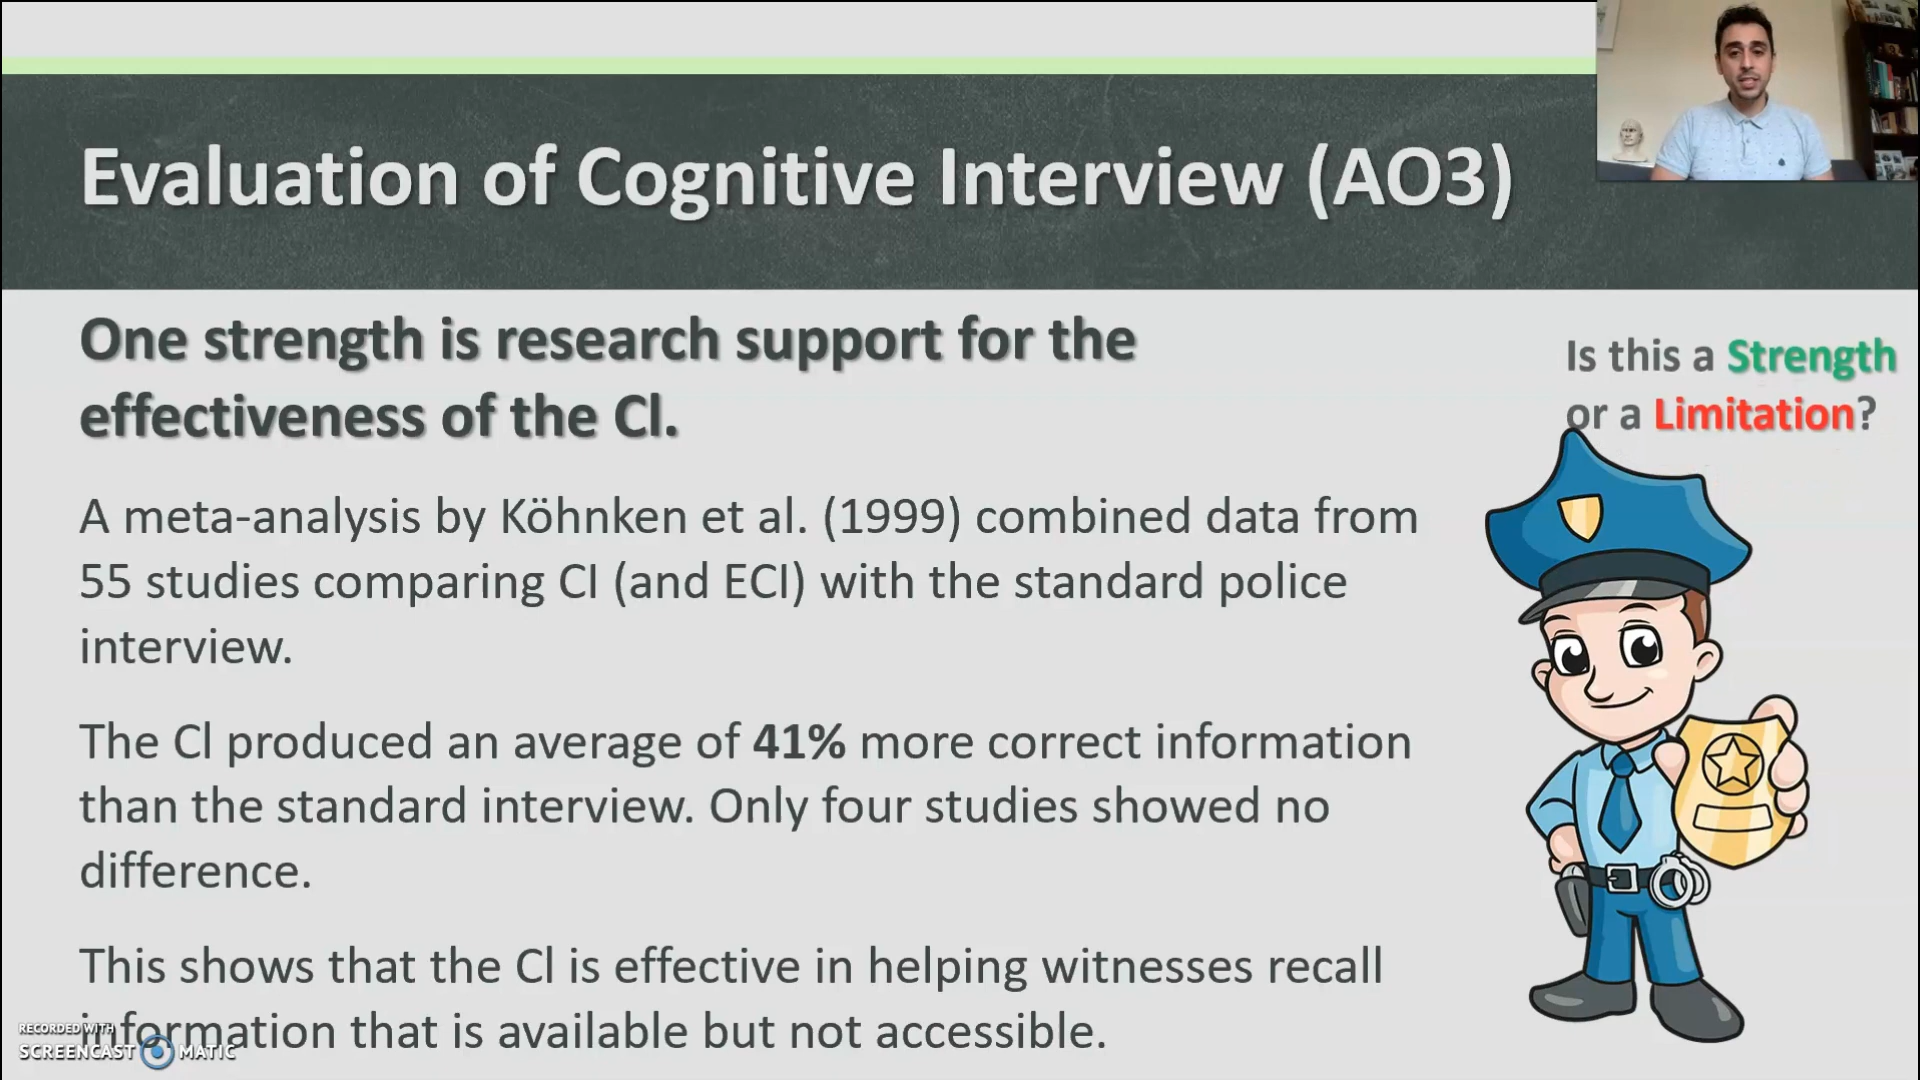 Evaluation of Cognitive Interview (AO3)
One strength is research support for the
effectiveness of the Cl.
Is this a Strength
or a Limitation?
A meta-analysis by Köhnken et al. (1999) combined data from
55 studies comparing CI (and ECI) with the standard police
interview.
The Cl produced an average of 41% more correct information
than the standard interview. Only four studies showed no
difference.
This shows that the Cl is effective in helping witnesses recall
information that is available but not accessible.
RECORDED WITH
SCREENCAST MATIC